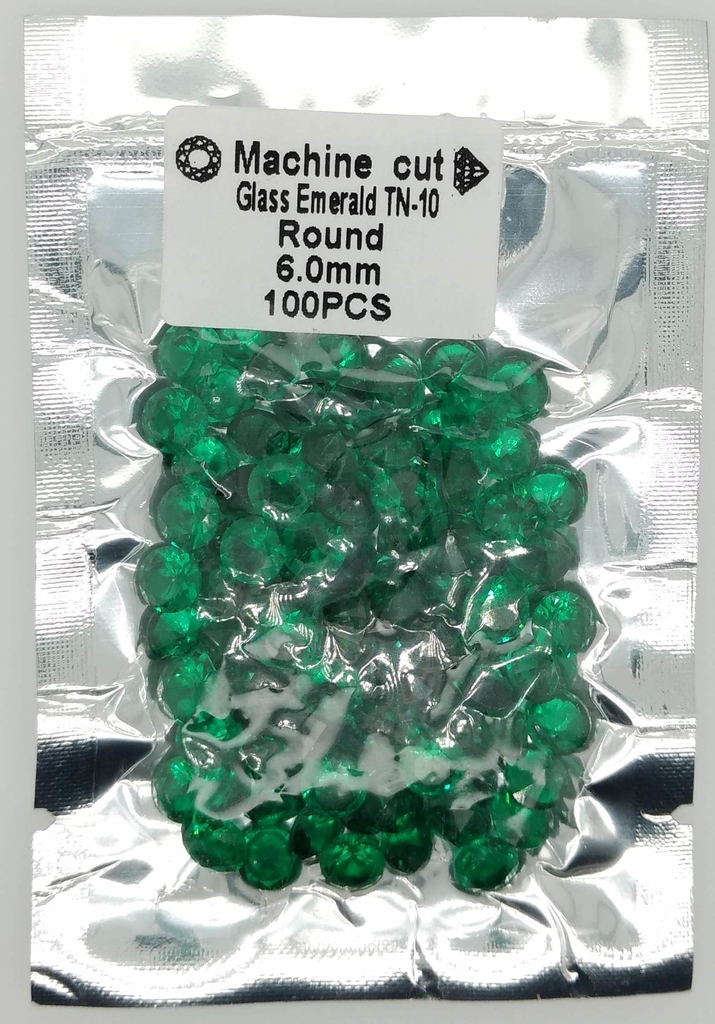 Machine cut
Glass Emerald TN-10
Round
6.0mm
100PCS